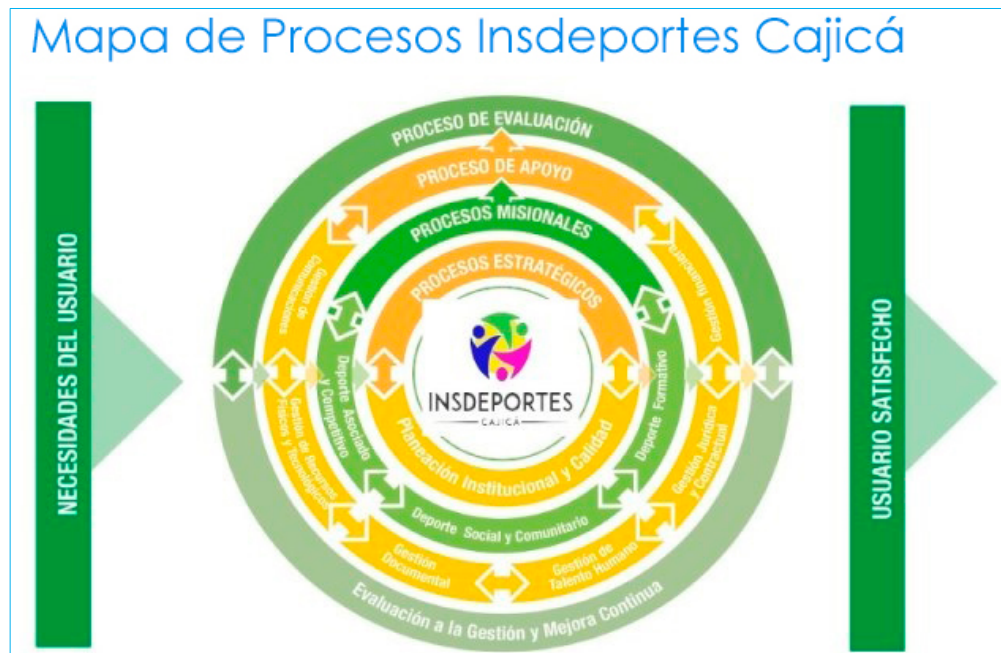 Mapa de Procesos Insdeportes Cajicá
NECESIDADES DEL USUARIO
PROCESO DE EVALUACIÓN
PROCESO DE APOYO
PROCESOS MISIONALES
PROCESOS ESTRATÉGICOS
INSDEPORTES
CAJICÁ
Planeación Institucional y Calidad
Deporte Asociado
y Competitivo
Deporte Social y Comunitario
Deporte Formativo
Gestión de
Comunicaciones
Gestión de Recursos
Físicos y Tecnológicos
Gestión
Documental
Gestión de
Talento Humano
Gestión Jurídica
y Contractual
Gestión financiera
Evaluación a la Gestión y Mejora Continua
USUARIO SATISFECHO